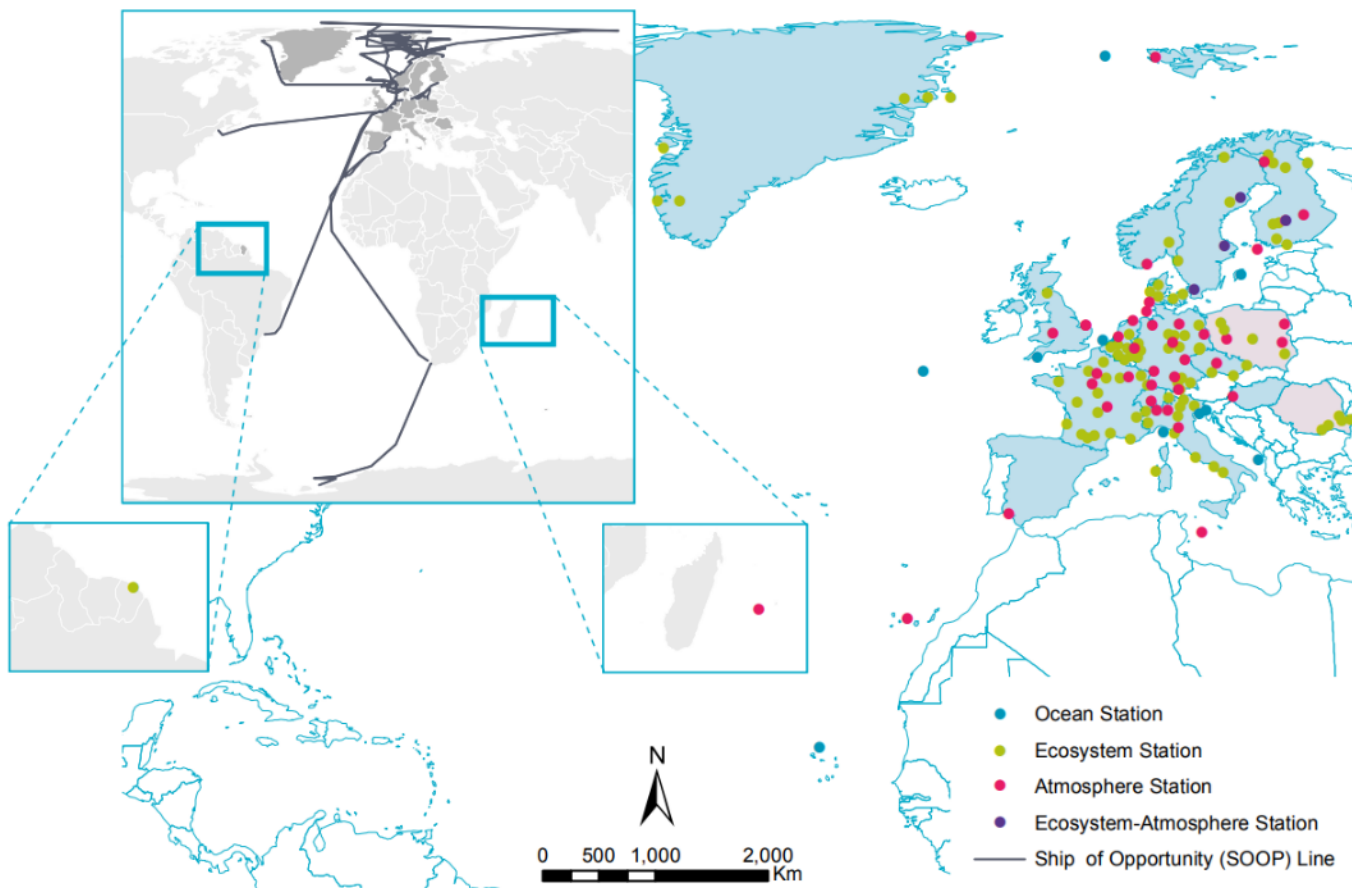 N
0 500 1,000 2,000
Km
Ocean Station
Ecosystem Station
Atmosphere Station
Ecosystem-Atmosphere Station
Ship of Opportunity (SOOP) Line